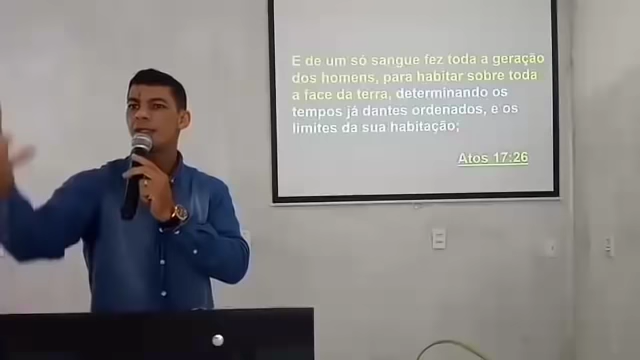 E de um só sangue fez toda a geração
dos homens, para habitar sobre toda
a face da terra, determinando os
tempos já dantes ordenados, e os
limites da sua habitação;
Atos 17:26